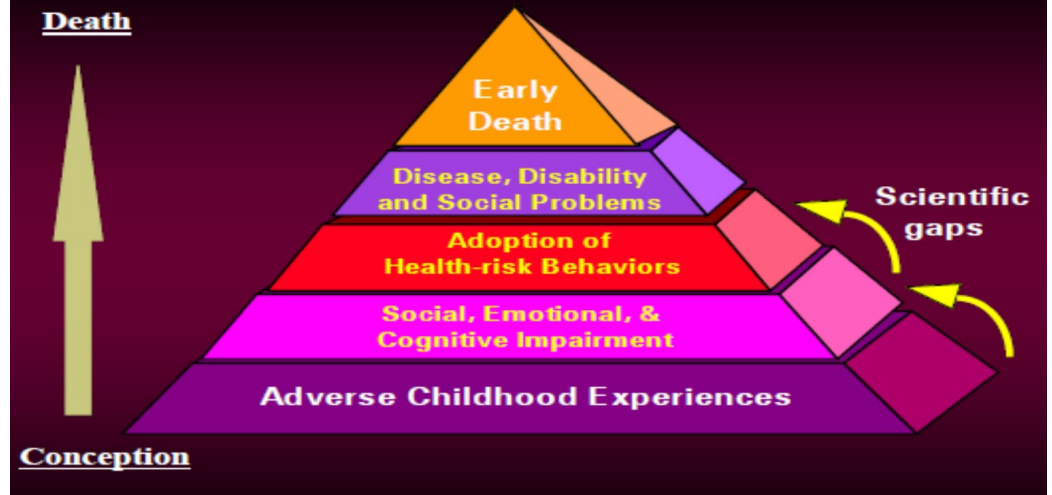 Death
Early
Death
Disease, Disability
and Social Problems
Scientific
gaps
Adoption of
Health-risk Behaviors
Social, Emotional, &
Cognitive Impairment
Adverse Childhood Experiences
Conception